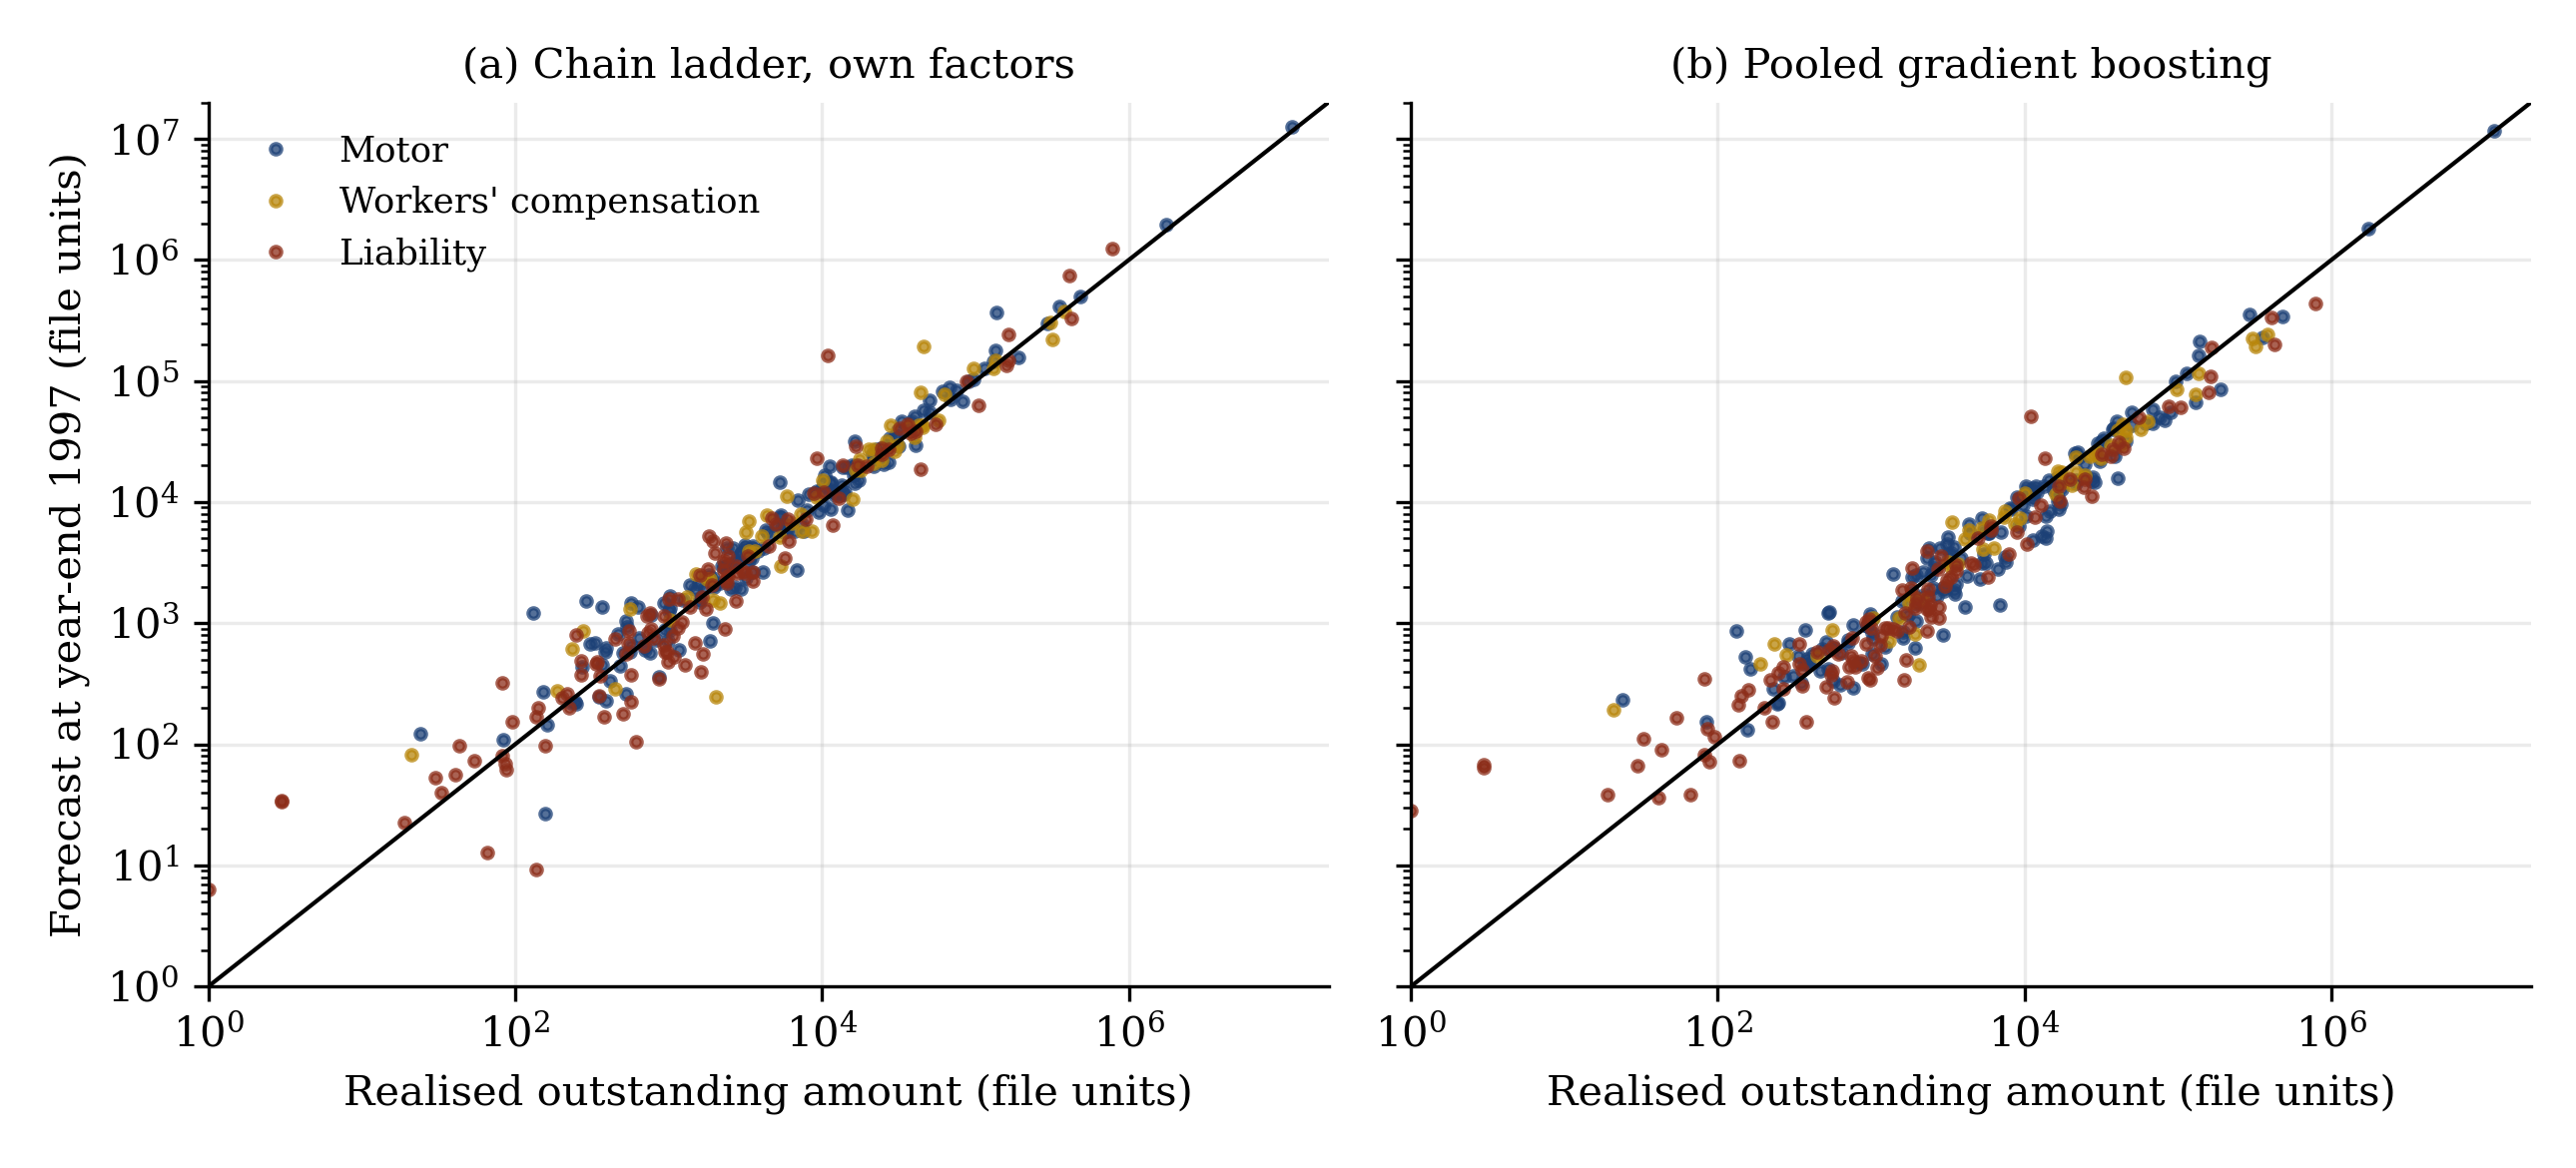 (a) Chain ladder, own factors
(b) Pooled gradient boosting
Forecast at year-end 1997 (file units)
10⁷
10⁶
10⁵
10⁴
10³
10²
10¹
10⁰
Motor
Workers' compensation
Liability
10⁰ 10² 10⁴ 10⁶
10⁰ 10² 10⁴ 10⁶
Realised outstanding amount (file units)
Realised outstanding amount (file units)